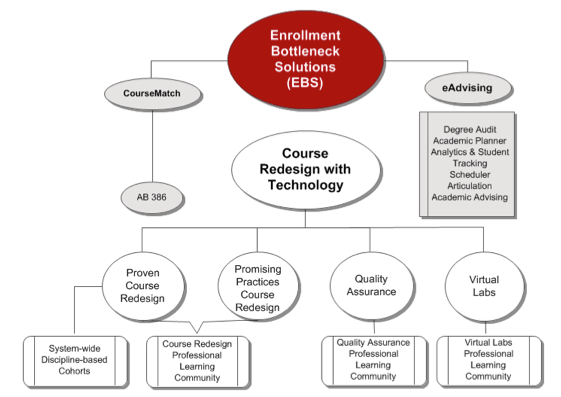 Enrollment
Bottleneck
Solutions
(EBS)
CourseMatch
eAdvising
Degree Audit
Academic Planner
Analytics & Student
Tracking
Scheduler
Articulation
Academic Advising
Course
Redesign with
Technology
AB 386
Proven
Course
Redesign
Promising
Practices
Course
Redesign
Quality
Assurance
Virtual
Labs
System-wide
Discipline-based
Cohorts
Course Redesign
Professional
Learning
Community
Quality Assurance
Professional
Learning
Community
Virtual Labs
Professional
Learning
Community